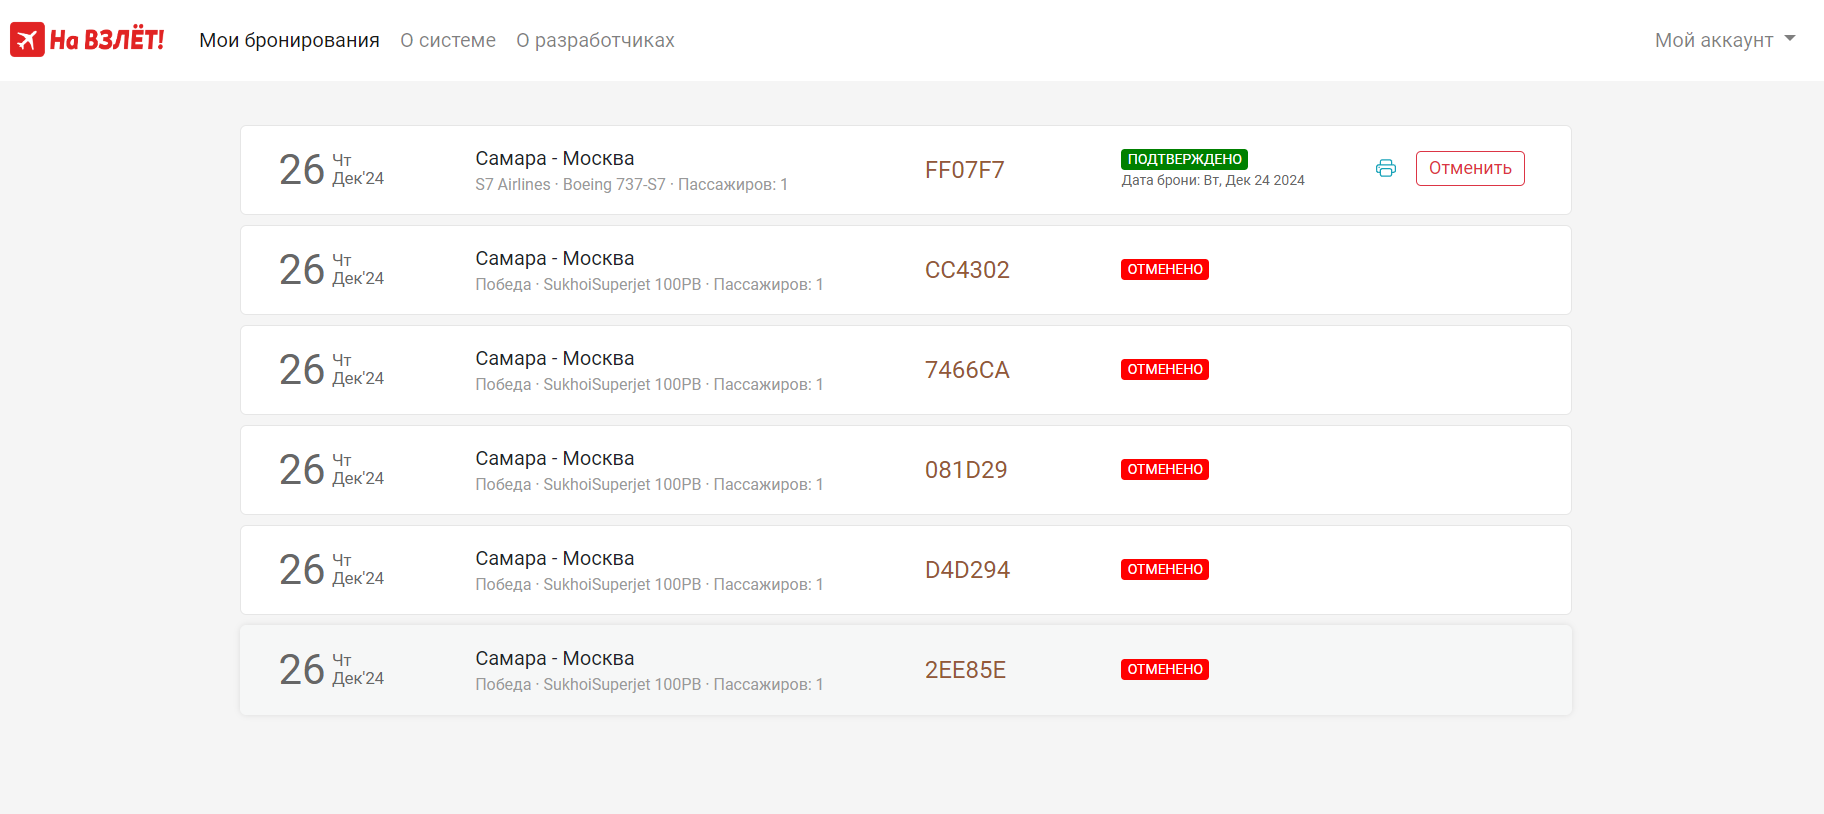 На ВЗЛЁТ! Мои бронирования О системе О разработчиках Мой аккаунт
26 Чт Дек'24
Самара - Москва
S7 Airlines · Boeing 737-S7 · Пассажиров: 1
FF07F7
ПОДТВЕРЖДЕНО
Дата брони: Вт, Дек 24 2024
Отменить
26 Чт Дек'24
Самара - Москва
Победа · SukhoiSuperjet 100PB · Пассажиров: 1
CC4302
ОТМЕНЕНО
26 Чт Дек'24
Самара - Москва
Победа · SukhoiSuperjet 100PB · Пассажиров: 1
7466CA
ОТМЕНЕНО
26 Чт Дек'24
Самара - Москва
Победа · SukhoiSuperjet 100PB · Пассажиров: 1
081D29
ОТМЕНЕНО
26 Чт Дек'24
Самара - Москва
Победа · SukhoiSuperjet 100PB · Пассажиров: 1
D4D294
ОТМЕНЕНО
26 Чт Дек'24
Самара - Москва
Победа · SukhoiSuperjet 100PB · Пассажиров: 1
2EE85E
ОТМЕНЕНО